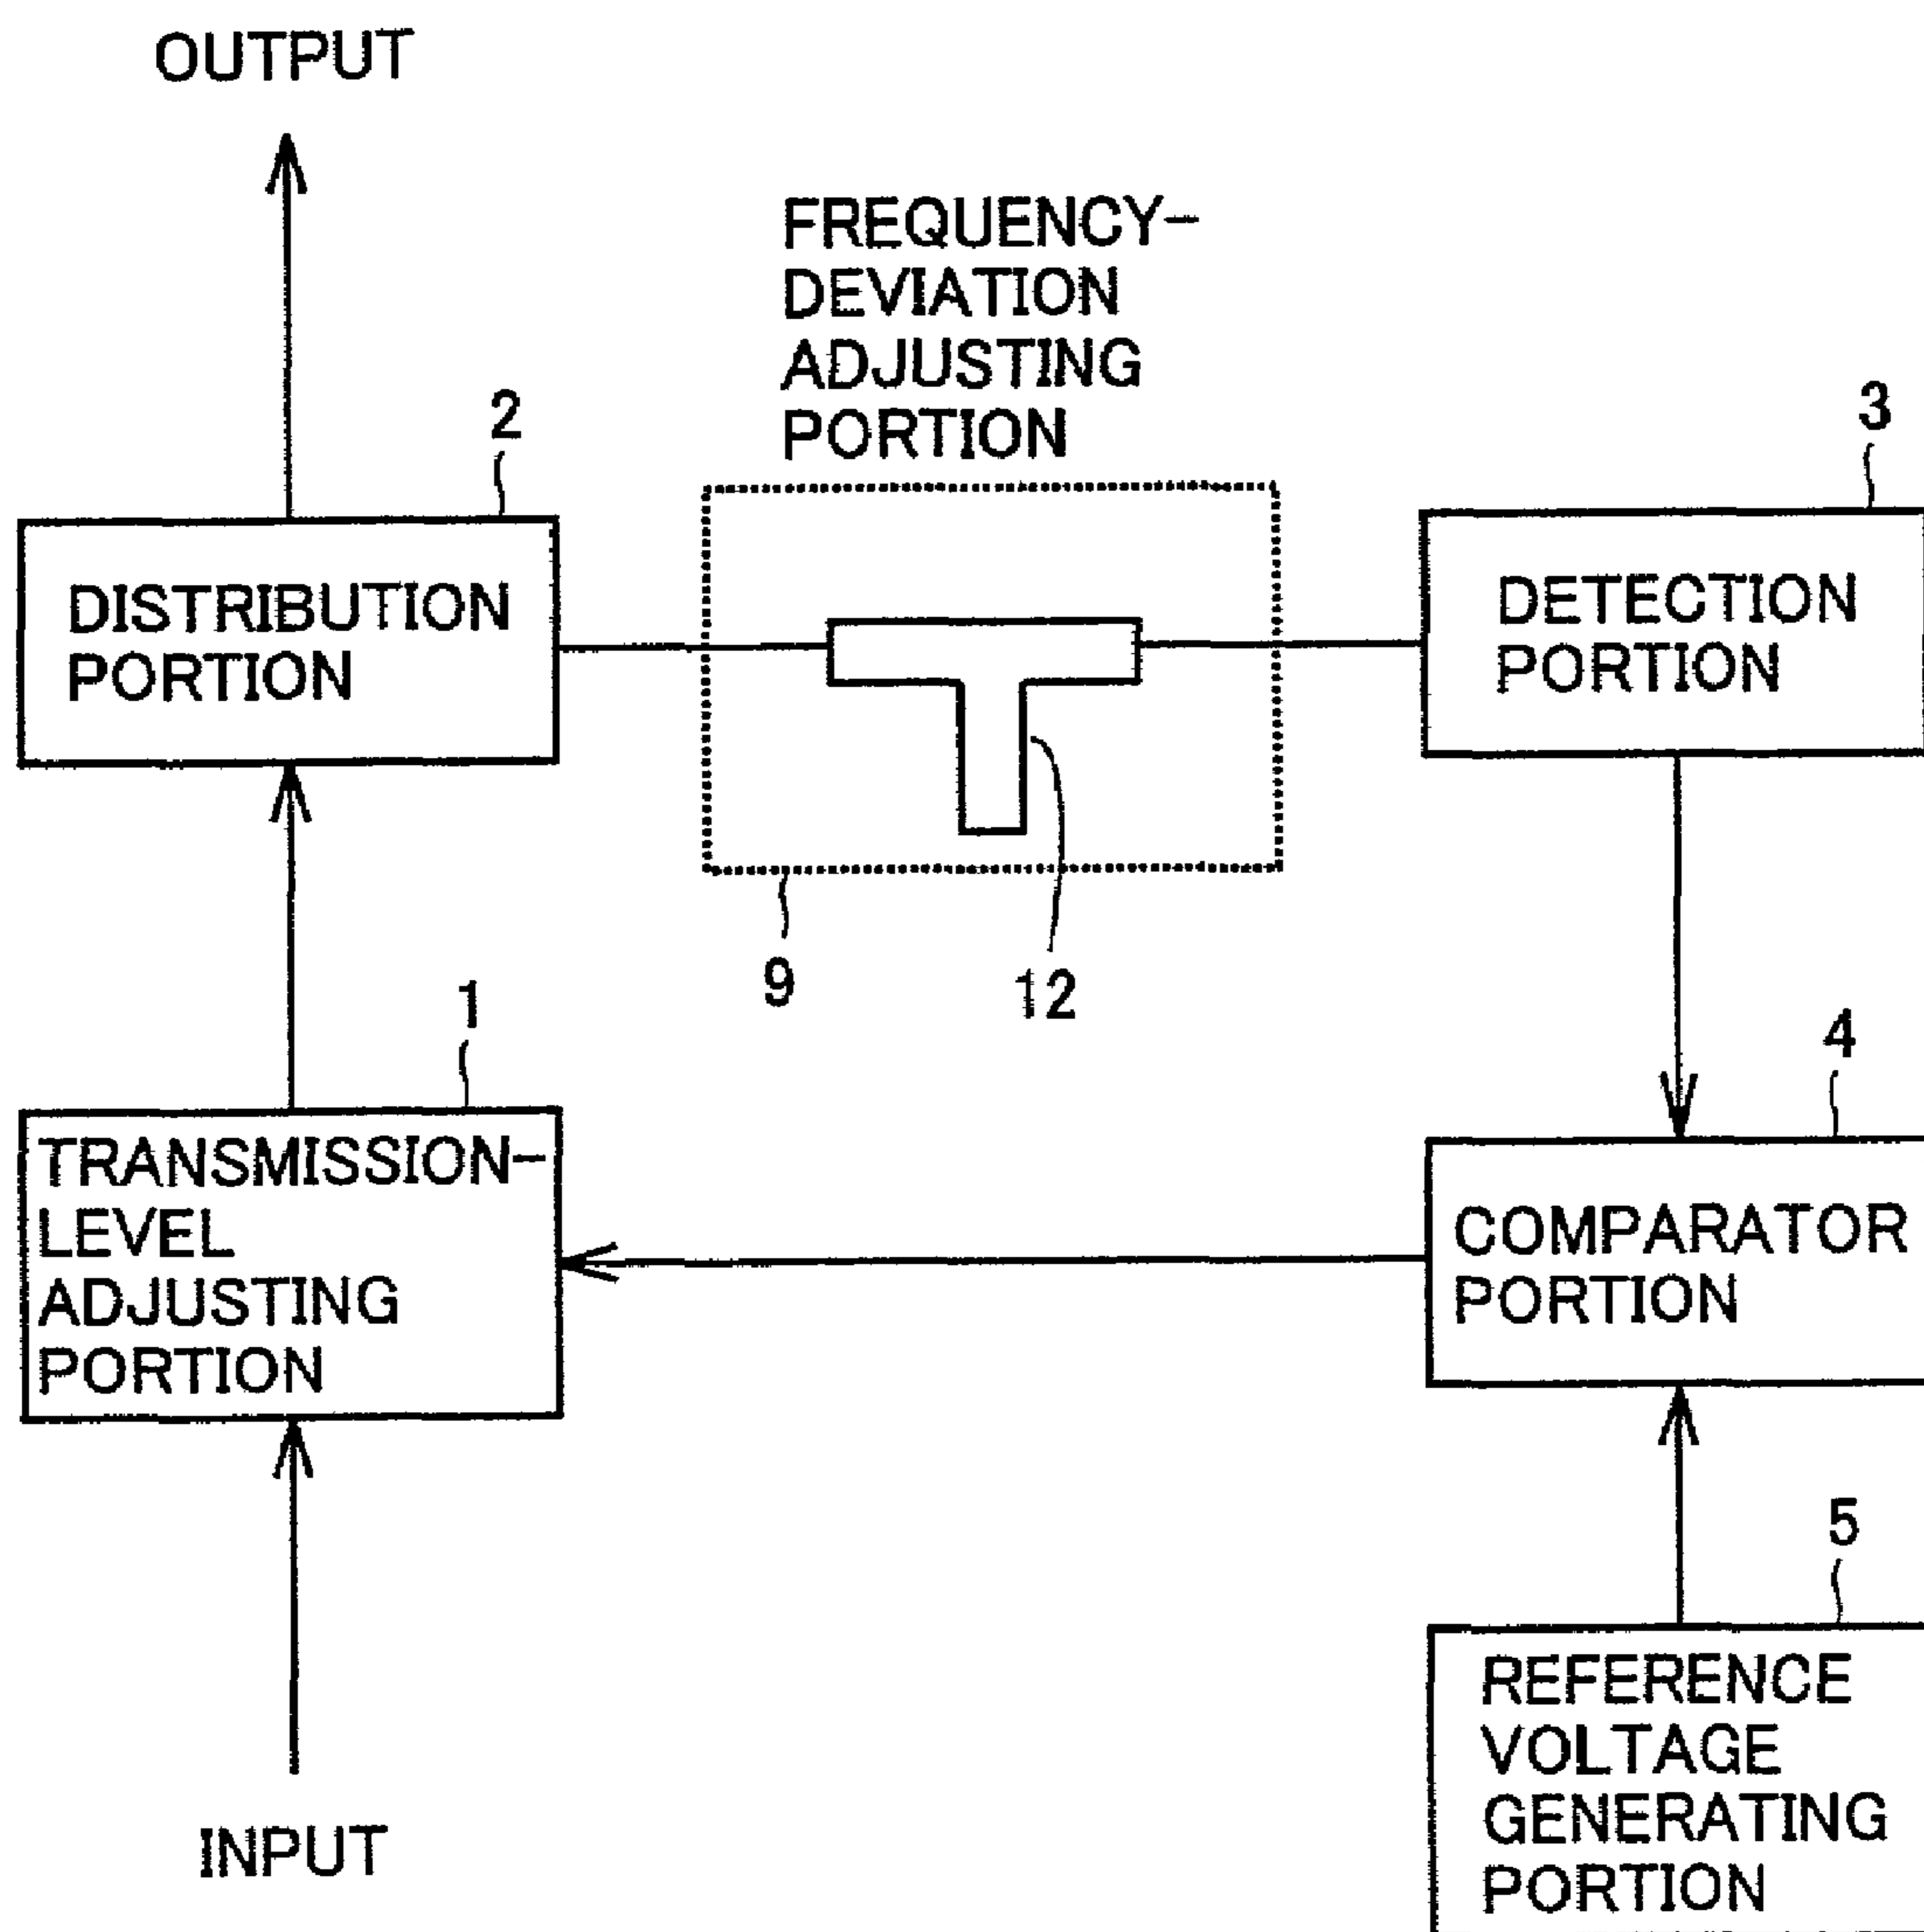 OUTPUT
FREQUENCY-
DEVIATION
ADJUSTING
PORTION
2
3
DISTRIBUTION
PORTION
DETECTION
PORTION
9
12
1
4
TRANSMISSION-
LEVEL
ADJUSTING
PORTION
COMPARATOR
PORTION
5
REFERENCE
VOLTAGE
GENERATING
PORTION
INPUT